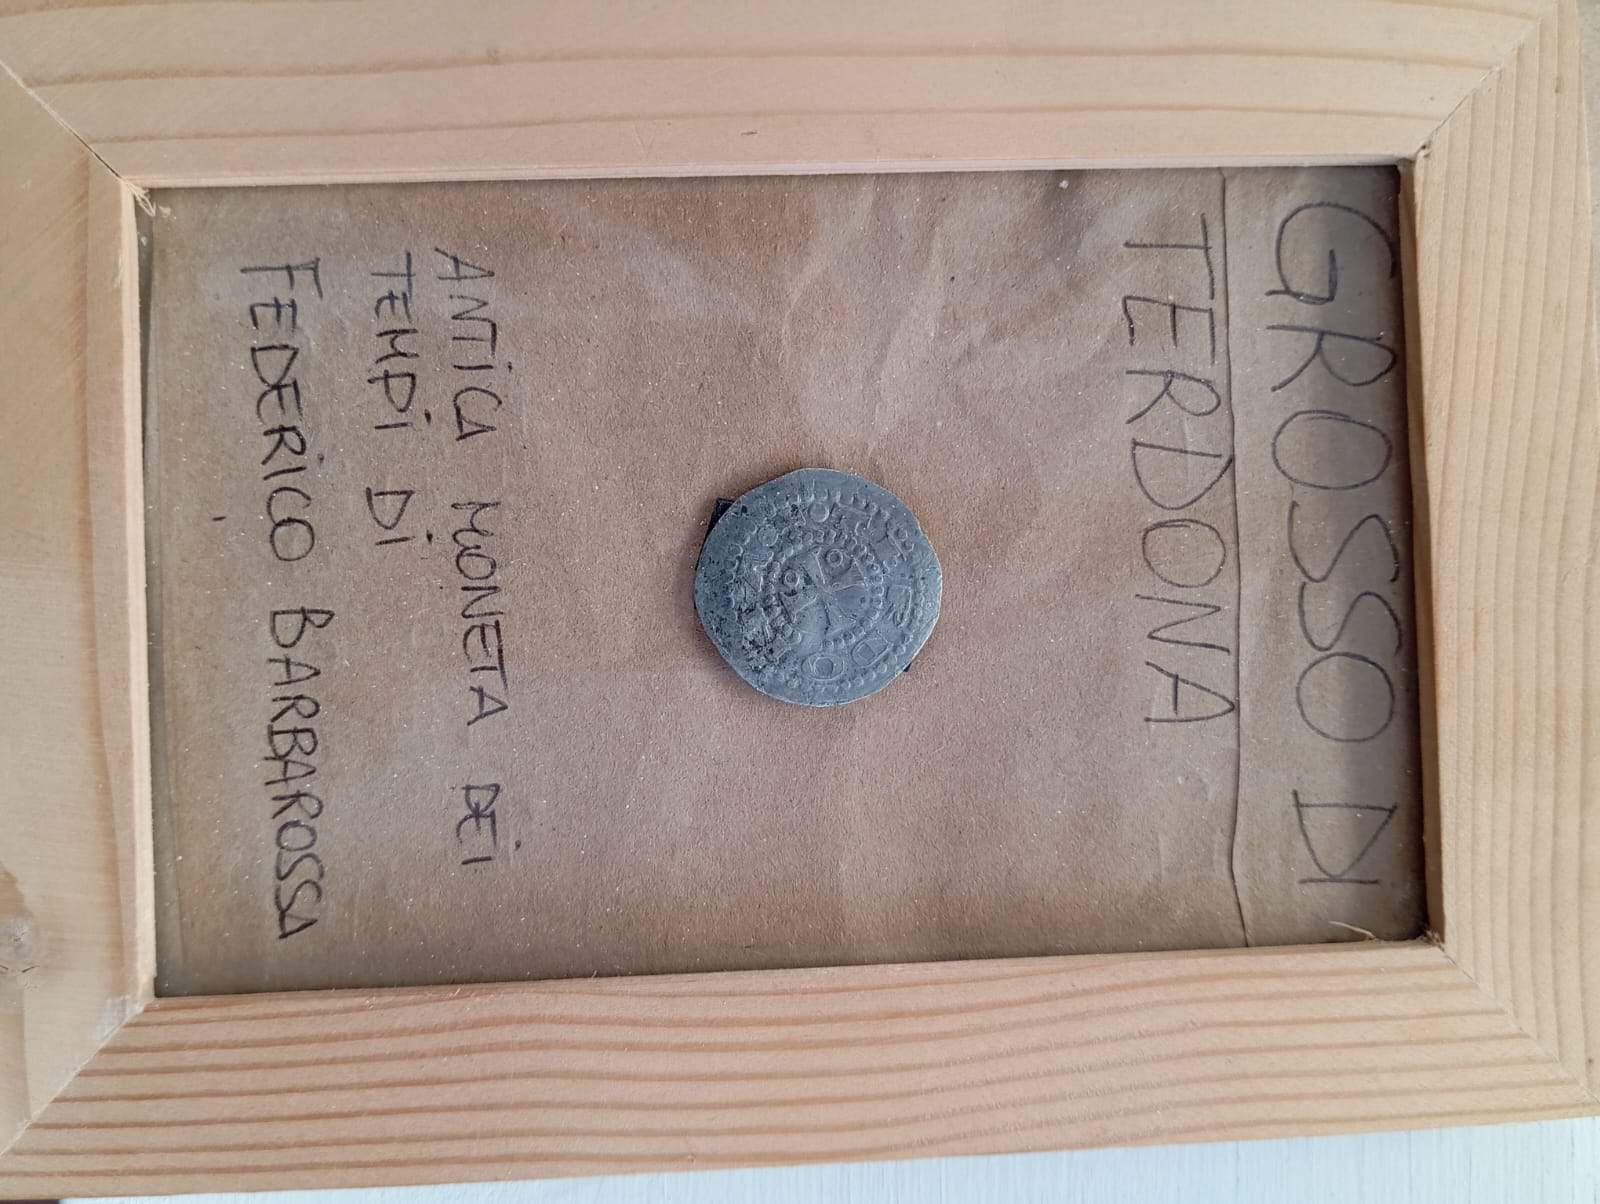 GROSSO DI
TERDONA
ANTICA MONETA DEI
TEMPI DI
FEDERICO BARBAROSSA